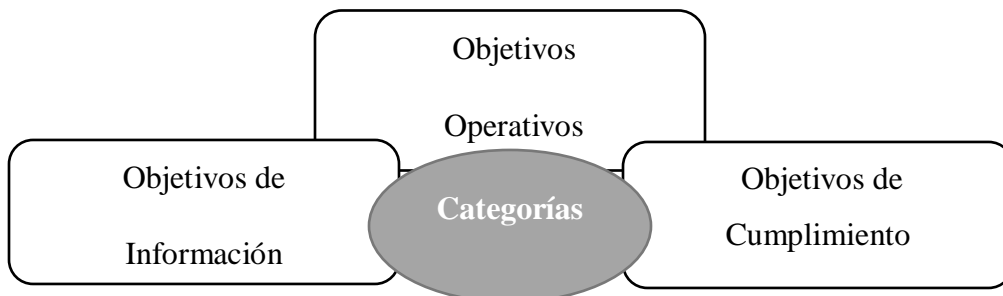 Objetivos
Operativos
Objetivos de
Información
Categorías
Objetivos de
Cumplimiento